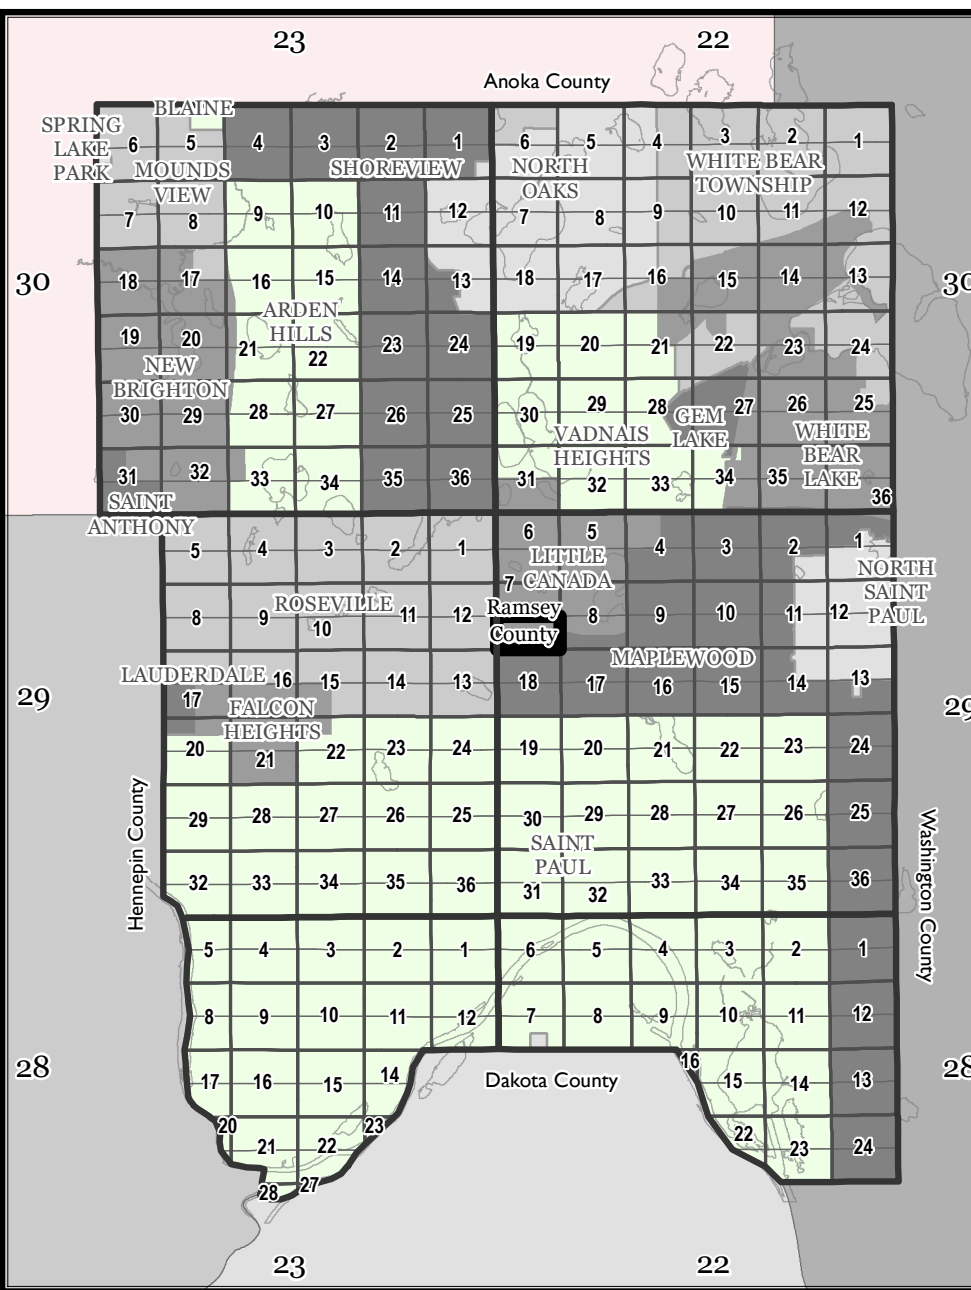 23 22
Anoka County
BLAINE
SPRING
LAKE
PARK
6 5 4 3 2 1 6 5 4 3 2 1
MOUNDS
VIEW
SHOREVIEW
NORTH
OAKS
WHITE BEAR
TOWNSHIP
7 8 9 10 11 12 7 8 9 10 11 12
30 30
18 17 16 15 14 13 18 17 16 15 14 13
ARDEN
HILLS
19 20 21 22 23 24 19 20 21 22 23 24
NEW
BRIGHTON
30 29 28 27 26 25 30 29 28 27 26 25
GEM
LAKE
VADNAIS
HEIGHTS
WHITE
BEAR
LAKE
31 32 33 34 35 36 31 32 33 34 35 36
SAINT
ANTHONY
5 4 3 2 1 6 5 4 3 2 1
LITTLE
CANADA
NORTH
SAINT
PAUL
8 9 10 11 12 7 8 9 10 11 12
ROSEVILLE
Ramsey
County
MAPLEWOOD
LAUDERDALE
29 29
17 16 15 14 13 18 17 16 15 14 13
FALCON
HEIGHTS
20 21 22 23 24 19 20 21 22 23 24
29 28 27 26 25 30 29 28 27 26 25
Hennepin County
Washington County
SAINT
PAUL
32 33 34 35 36 31 32 33 34 35 36
5 4 3 2 1 6 5 4 3 2 1
8 9 10 11 12 7 8 9 10 11 12
28 28
17 16 15 14 16 15 14 13
Dakota County
20 21 22 23 22 23 24
28 27
23 22